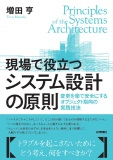 増田 亨
Principles
of the Systems
Architecture
現場で役立つ
システム設計
の原則
変更を楽で安全にする
オブジェクト指向の
実践技法
トラブルを起こさないために
どう考え、何をすべきか?